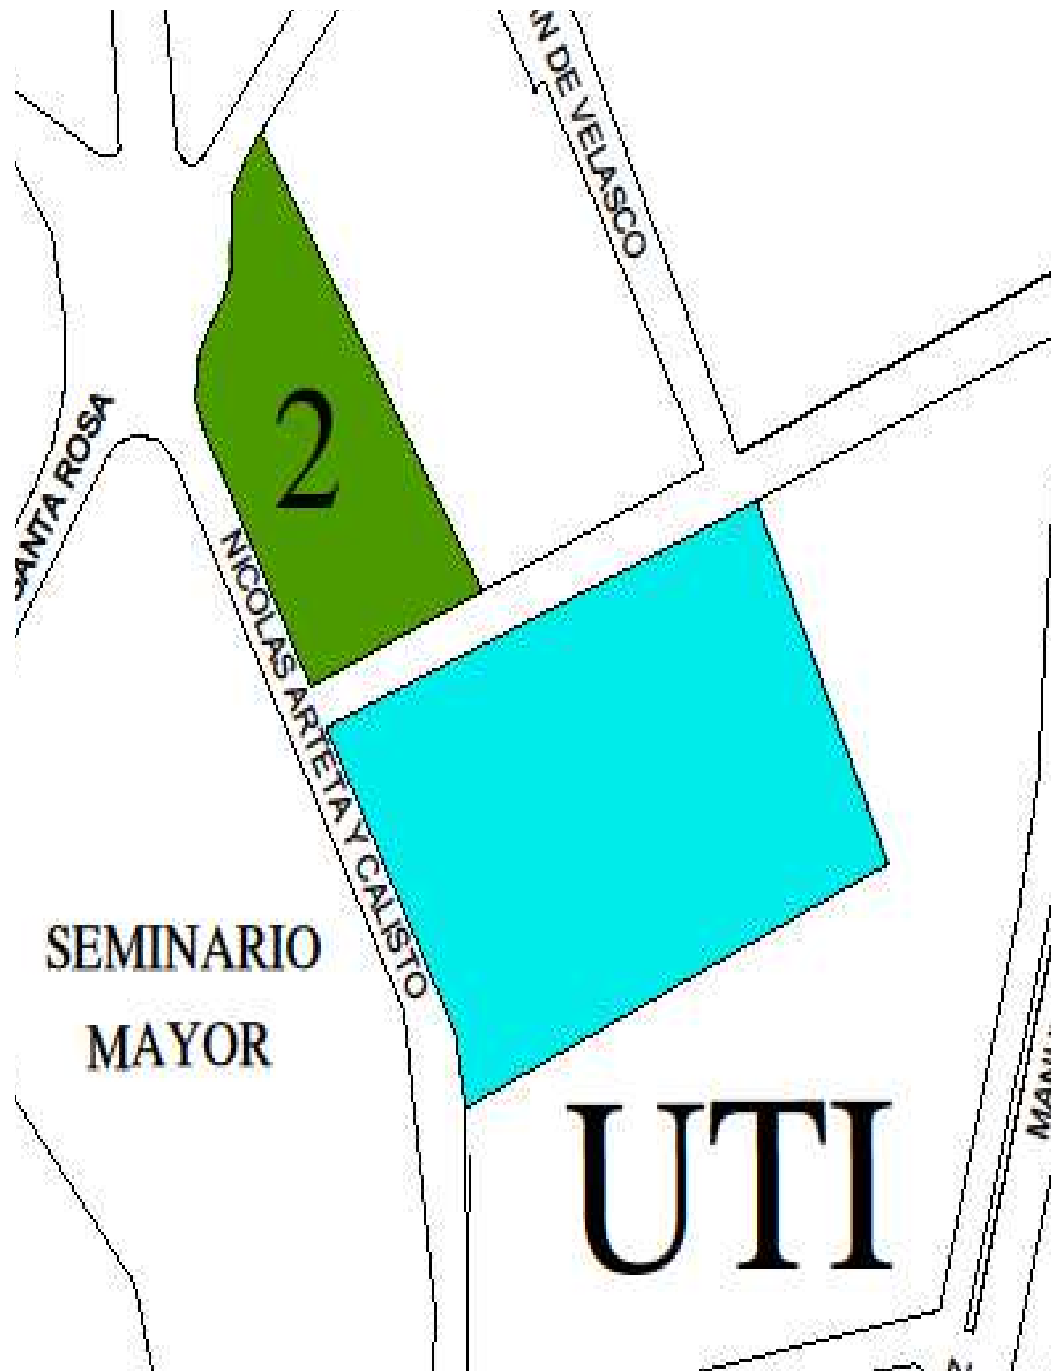 DE VELASCO
2
SANTA ROSA
NICOLAS ARTETA Y CALISTO
SEMINARIO
MAYOR
UTI